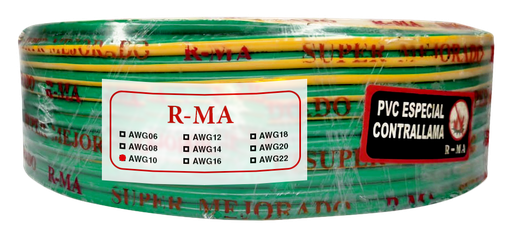 SUPER MEJORADO R-MA SUPER MEJORADO
R-MA
AWG06 AWG12 AWG18
AWG08 AWG14 AWG20
AWG10 AWG16 AWG22
PVC ESPECIAL
CONTRALLAMA
R-MA
R-MA
SUPER MEJORADO